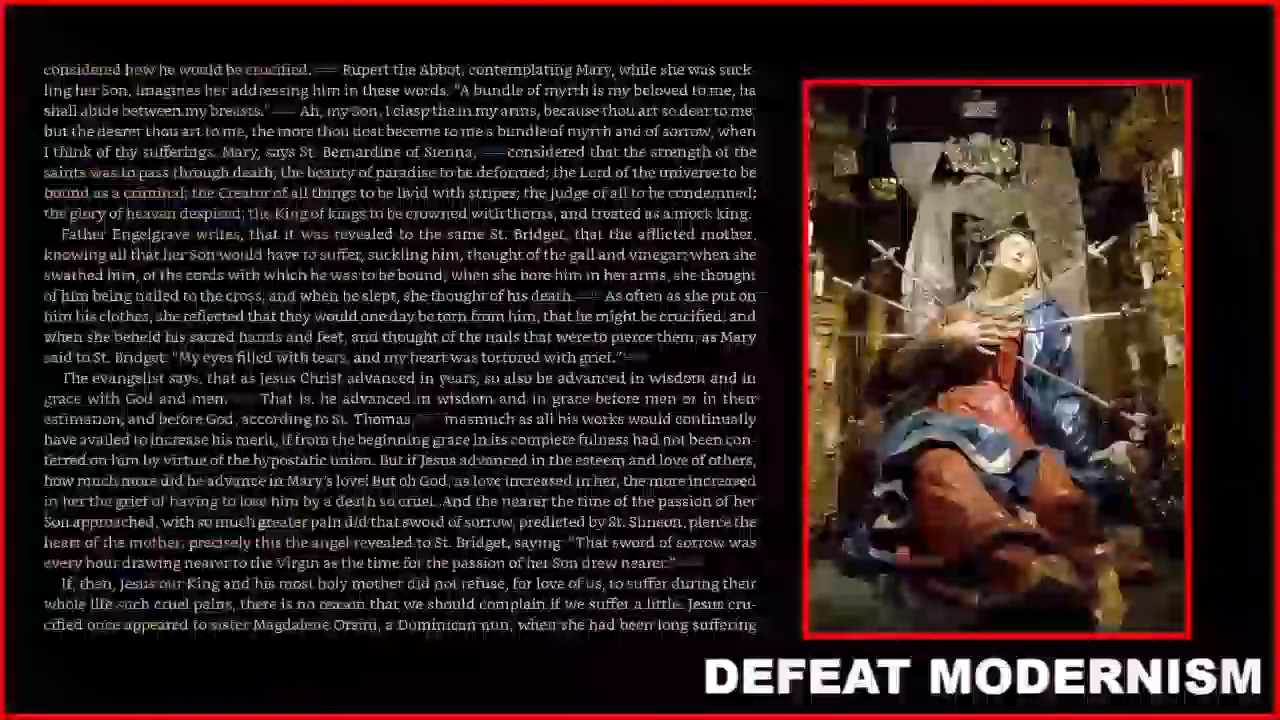 considered how he would be crucified. — Rupert the Abbot, contemplating Mary, while she was suck-
ling her Son, imagines her addressing him in these words. "A bundle of myrrh is my beloved to me, he
shall abide between my breasts." — Ah, my Son, I clasp the in my arms, because thou art so dear to me;
but the dearer thou art to me, the more thou dost become to me a bundle of myrrh and of sorrow, when
I think of thy sufferings. Mary, says St. Bernardine of Sienna, — considered that the strength of the
saints was to pass through death; the beauty of paradise to be deformed; the Lord of the universe to be
bound as a criminal; the Creator of all things to be livid with stripes; the Judge of all to be condemned;
the glory of heaven despised; the King of kings to be crowned with thorns, and treated as a mock king.
Father Engelgrave writes, that it was revealed to the same St. Bridget, that the afflicted mother,
knowing all that her Son would have to suffer, suckling him, thought of the gall and vinegar; when she
swathed him, of the cords with which he was to be bound, when she bore him in her arms, she thought
of him being nailed to the cross, and when he slept, she thought of his death. — As often as she put on
him his clothes, she reflected that they would one day be torn from him, that he might be crucified, and
when she beheld his sacred hands and feet, and thought of the nails that were to pierce them, as Mary
said to St. Bridget: "My eyes filled with tears, and my heart was tortured with grief." —
The evangelist says, that as Jesus Christ advanced in years, so also he advanced in wisdom and in
grace with God and men. That is, he advanced in wisdom and in grace before men or in their
estimation, and before God, according to St. Thomas, inasmuch as all his works would continually
have availed to increase his merit, if from the beginning grace in its complete fulness had not been con-
ferred on him by virtue of the hypostatic union. But if Jesus advanced in the esteem and love of others,
how much more did he advance in Mary's love! But oh God, as love increased in her, the more increased
in her the grief of having to lose him by a death so cruel. And the nearer the time of the passion of her
Son approached, with so much greater pain did that sword of sorrow, predicted by St. Simeon, pierce the
heart of the mother; precisely this the angel revealed to St. Bridget, saying: "That sword of sorrow was
every hour drawing nearer to the Virgin as the time for the passion of her Son drew nearer."
If, then, Jesus our King and his most holy mother did not refuse, for love of us, to suffer during their
whole life such cruel pains, there is no reason that we should complain if we suffer a little. Jesus cru-
cified once appeared to sister Magdalene Orsini, a Dominican nun, when she had been long suffering
DEFEAT MODERNISM